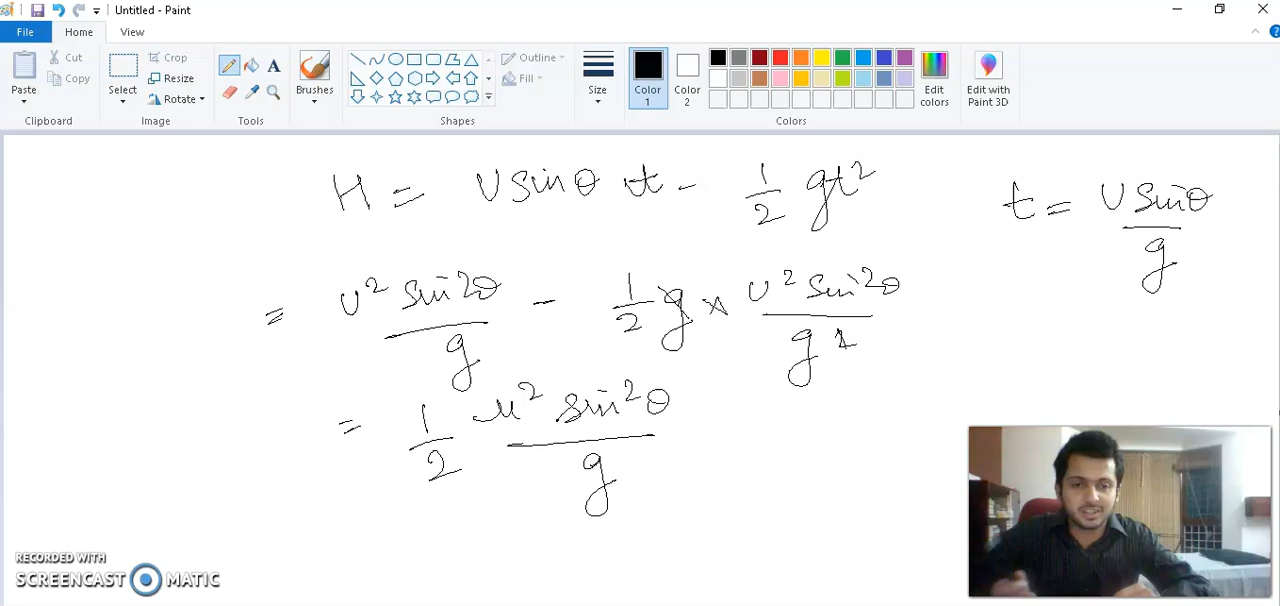 Untitled - Paint
File Home View
Paste Cut Copy Clipboard
Select Crop Resize Rotate Image
Tools
Brushes
Outline Fill Shapes
Size
Color 1 Color 2 Edit colors Colors
Edit with Paint 3D
H = U sinθ t - 1/2 gt²
t = U sinθ / g
= U² sin²θ / g - 1/2 g × U² sin²θ / g²
= 1/2 u² sin²θ / g
RECORDED WITH
SCREENCAST MATIC